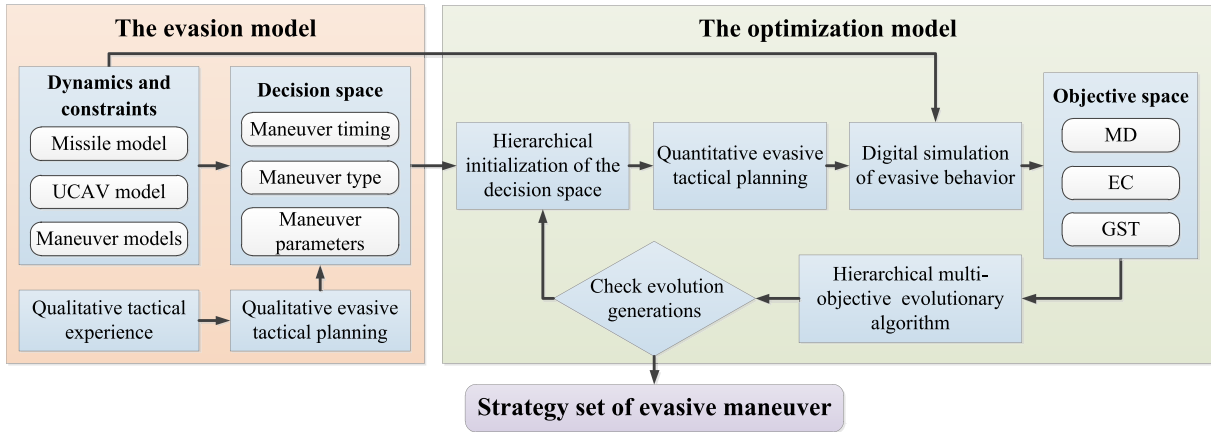 The evasion model
Dynamics and
constraints
Missile model
UCAV model
Maneuver models
Decision space
Maneuver timing
Maneuver type
Maneuver
parameters
Qualitative tactical
experience
Qualitative evasive
tactical planning
The optimization model
Hierarchical
initialization of the
decision space
Quantitative evasive
tactical planning
Digital simulation
of evasive behavior
Objective space
MD
EC
GST
Hierarchical multi-
objective evolutionary
algorithm
Check evolution
generations
Strategy set of evasive maneuver